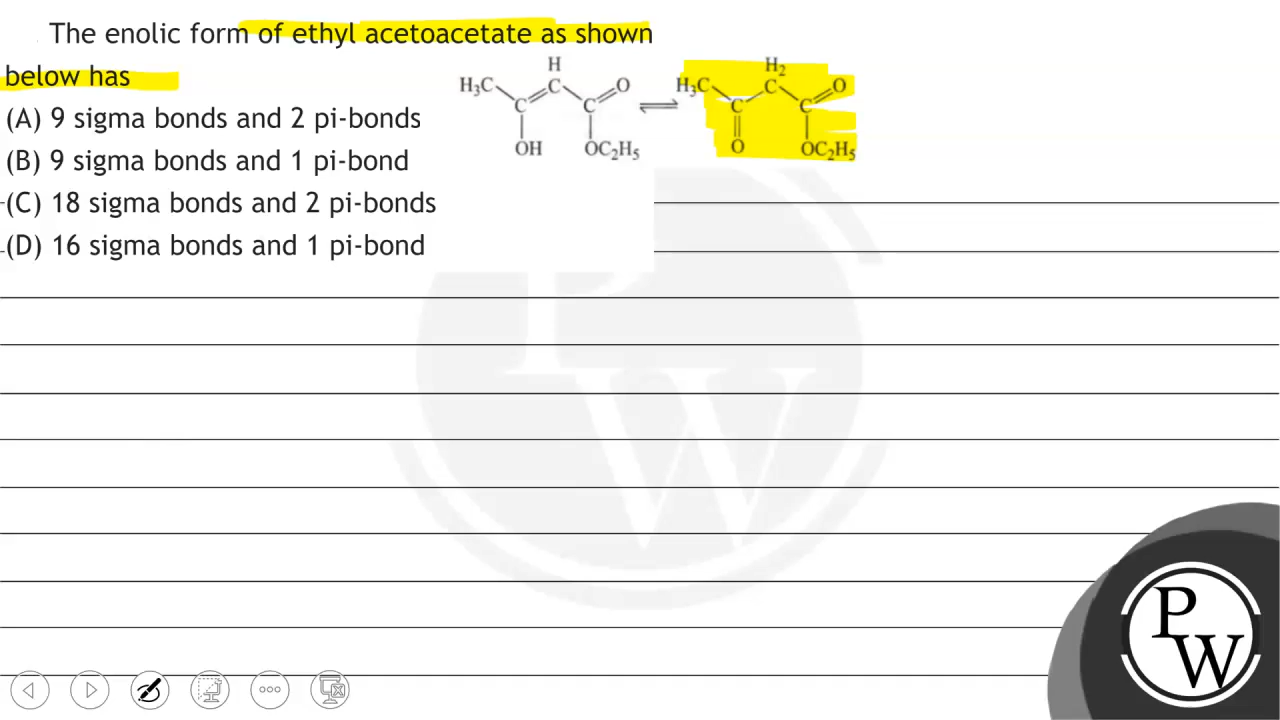 The enolic form of ethyl acetoacetate as shown
below has
(A) 9 sigma bonds and 2 pi-bonds
(B) 9 sigma bonds and 1 pi-bond
(C) 18 sigma bonds and 2 pi-bonds
(D) 16 sigma bonds and 1 pi-bond
H H₂
H₃C C O H₃C C O
C C ⇌ C C
OH OC₂H₅ O OC₂H₅
P
W